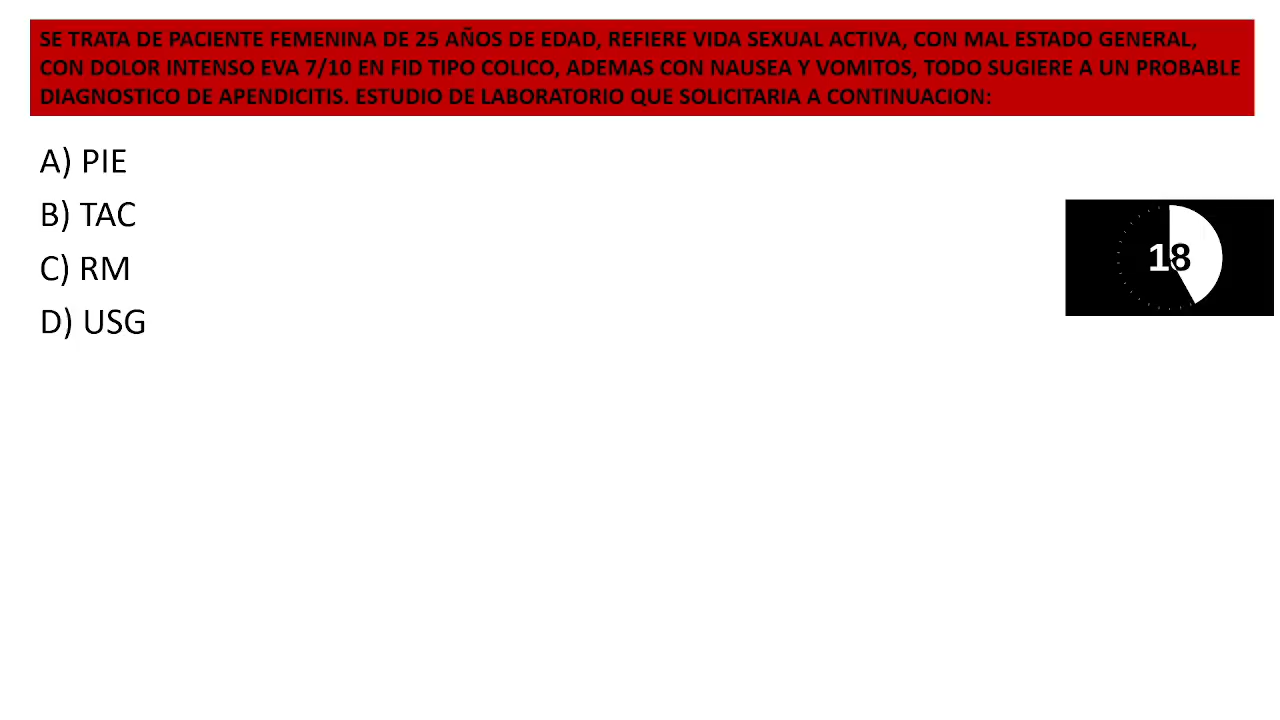 SE TRATA DE PACIENTE FEMENINA DE 25 AÑOS DE EDAD, REFIERE VIDA SEXUAL ACTIVA, CON MAL ESTADO GENERAL,
CON DOLOR INTENSO EVA 7/10 EN FID TIPO COLICO, ADEMAS CON NAUSEA Y VOMITOS, TODO SUGIERE A UN PROBABLE
DIAGNOSTICO DE APENDICITIS. ESTUDIO DE LABORATORIO QUE SOLICITARIA A CONTINUACION:
A) PIE
B) TAC
C) RM
D) USG
18